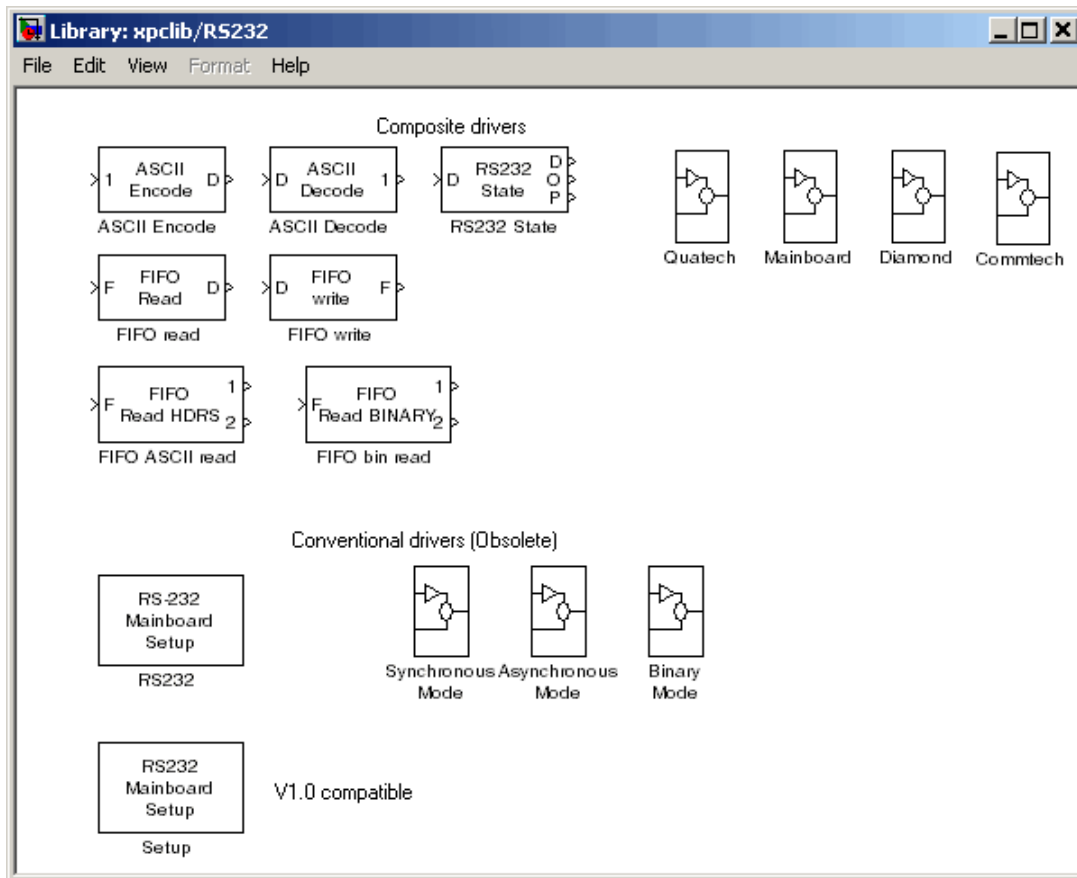 Library: xpclib/RS232
File Edit View Format Help
Composite drivers
1 ASCII Encode D
ASCII Encode
D ASCII Decode 1
ASCII Decode
D RS232 State D O P
RS232 State
Quatech
Mainboard
Diamond
Commtech
F FIFO Read D
FIFO read
D FIFO write F
FIFO write
F FIFO Read HDRS 1 2
FIFO ASCII read
F FIFO Read BINARY 1 2
FIFO bin read
Conventional drivers (Obsolete)
RS-232
Mainboard
Setup
RS232
Synchronous
Mode
Asynchronous
Mode
Binary
Mode
RS232
Mainboard
Setup
Setup
V1.0 compatible